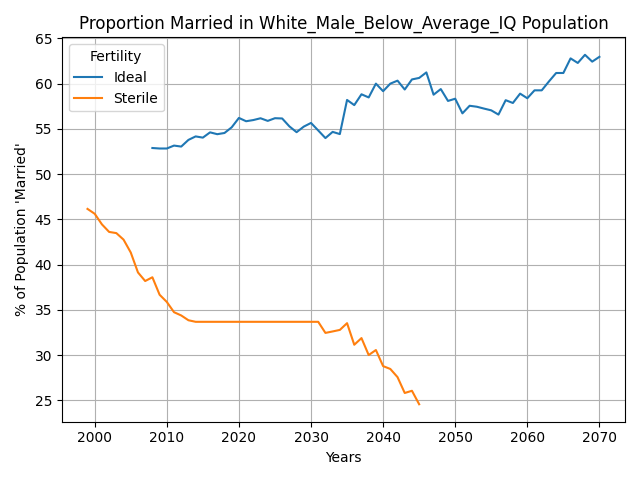 Proportion Married in White_Male_Below_Average_IQ Population
% of Population 'Married'
65
60
55
50
45
40
35
30
25
Fertility
Ideal
Sterile
2000 2010 2020 2030 2040 2050 2060 2070
Years